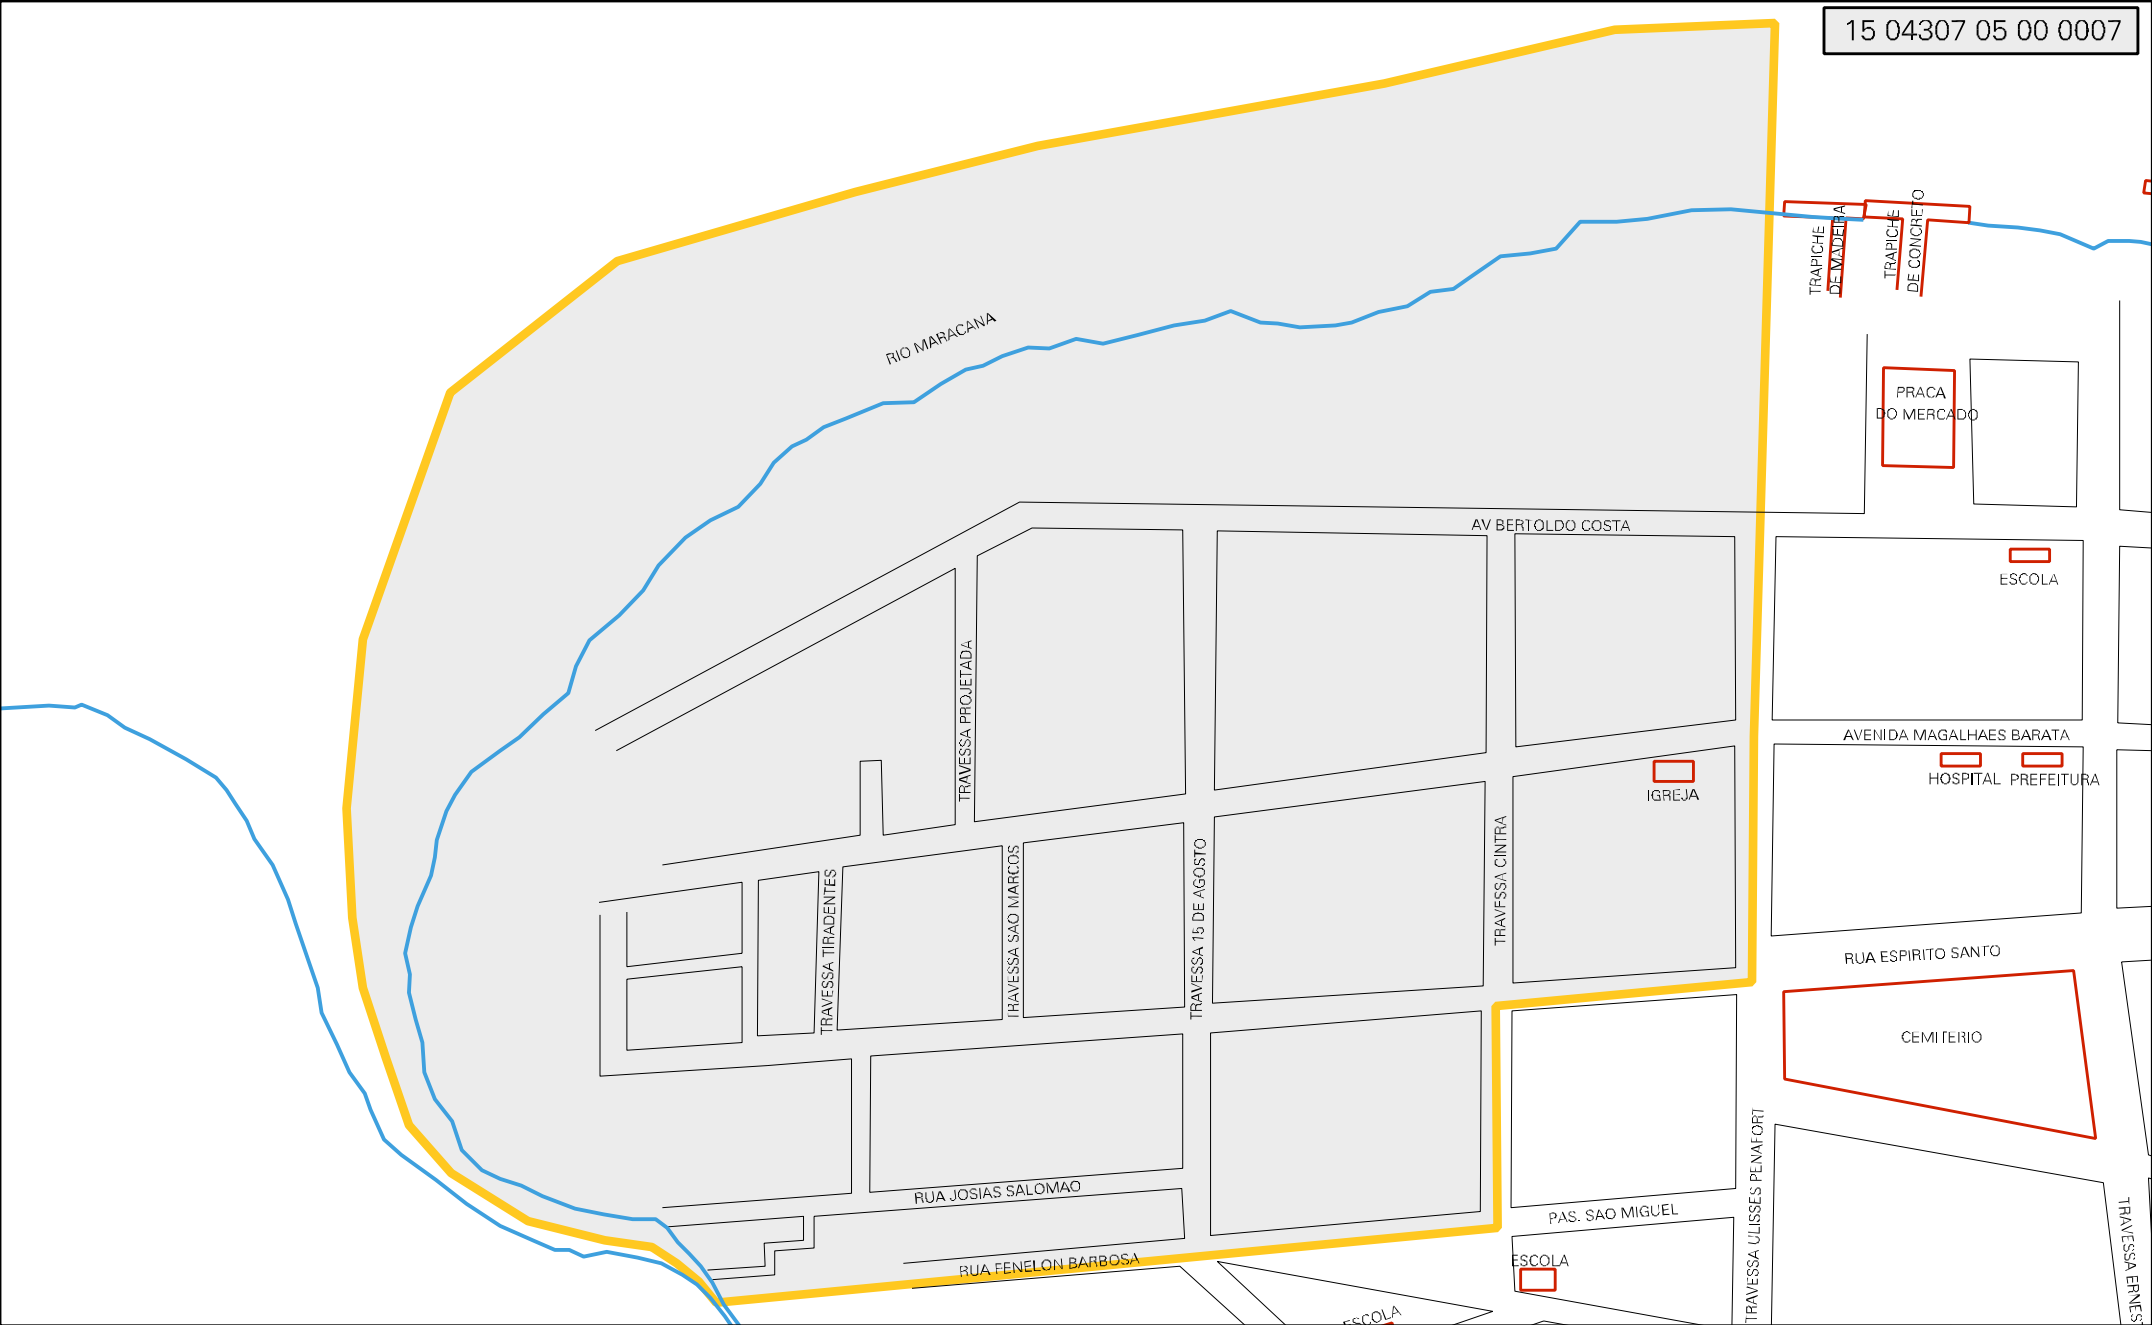 15 04307 05 00 0007
TRAPICHE
DE MADEIRA
TRAPICHE
DE CONCRETO
RIO MARACANA
PRACA
DO MERCADO
AV BERTOLDO COSTA
ESCOLA
TRAVESSA PROJETADA
AVENIDA MAGALHAES BARATA
HOSPITAL
PREFEITURA
IGREJA
TRAVESSA TIRADENTES
TRAVESSA SAO MARCOS
TRAVESSA 15 DE AGOSTO
TRAVESSA CINTRA
RUA ESPIRITO SANTO
CEMITERIO
TRAVESSA ULISSES PENAFORT
RUA JOSIAS SALOMAO
PAS. SAO MIGUEL
TRAVESSA ERNES
RUA FENELON BARBOSA
ESCOLA
ESCOLA